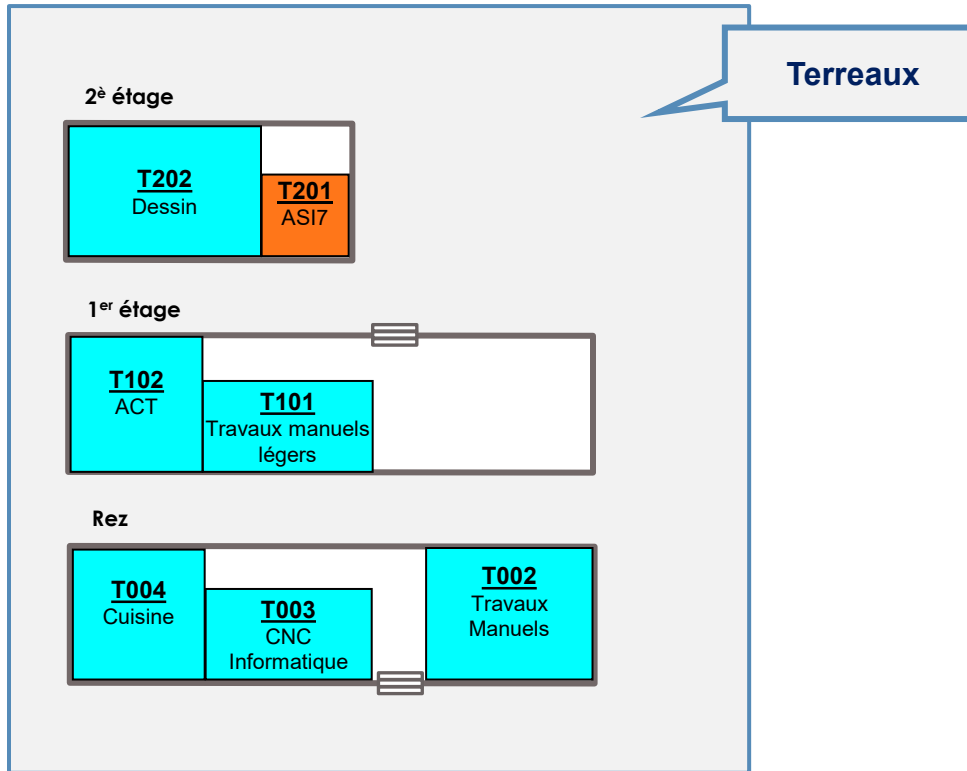 Terreaux
2è étage
T202
Dessin
T201
ASI7
1er étage
T102
ACT
T101
Travaux manuels
légers
Rez
T004
Cuisine
T003
CNC
Informatique
T002
Travaux
Manuels